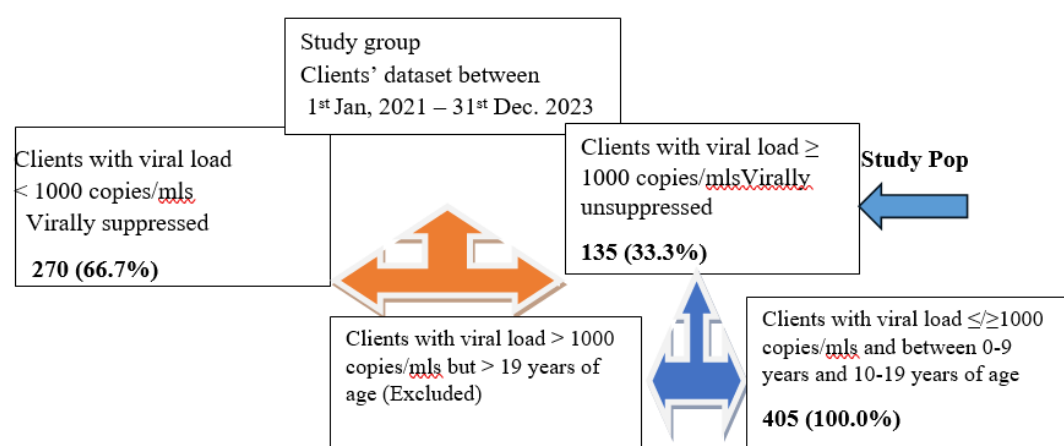 Study group
Clients' dataset between
1st Jan, 2021 – 31st Dec. 2023
Clients with viral load
< 1000 copies/mls
Virally suppressed
270 (66.7%)
Clients with viral load ≥
1000 copies/mlsVirally
unsuppressed
135 (33.3%)
Study Pop
Clients with viral load > 1000
copies/mls but > 19 years of
age (Excluded)
Clients with viral load ≤/≥1000
copies/mls and between 0-9
years and 10-19 years of age
405 (100.0%)